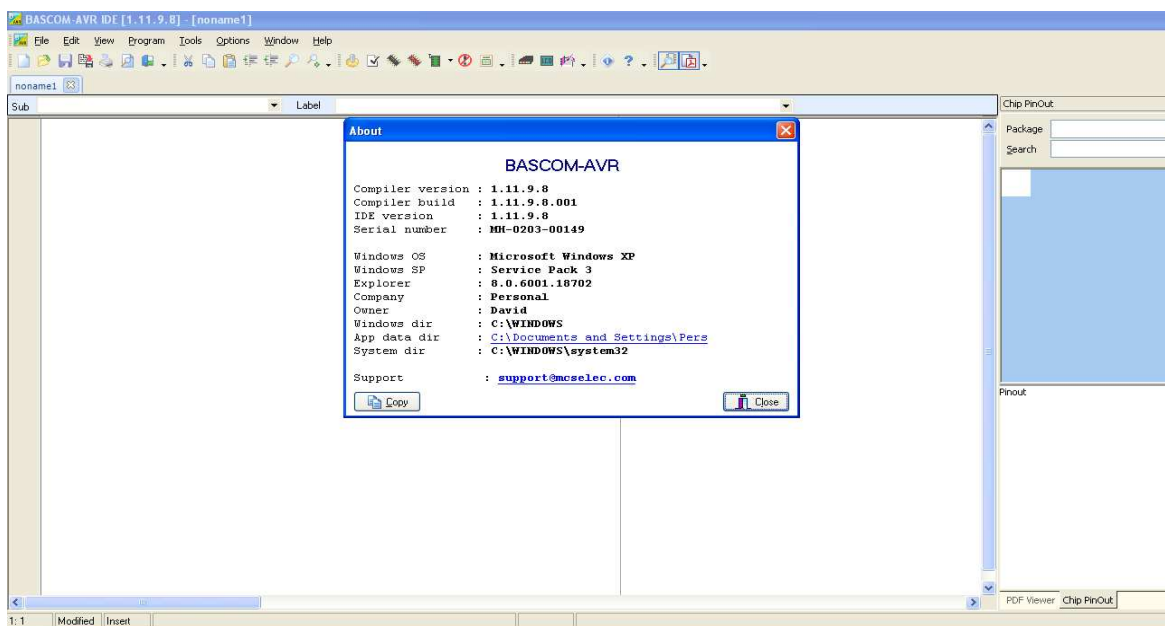 BASCOM-AVR IDE [1.11.9.8] - [noname1]
File Edit View Program Tools Options Window Help
noname1
Sub Label
Chip PinOut
Package
Search
About
BASCOM-AVR
Compiler version : 1.11.9.8
Compiler build : 1.11.9.8.001
IDE version : 1.11.9.8
Serial number : MH-0203-00149
Windows OS : Microsoft Windows XP
Windows SP : Service Pack 3
Explorer : 8.0.6001.18702
Company : Personal
Owner : David
Windows dir : C:\WINDOWS
App data dir : C:\Documents and Settings\Pers
System dir : C:\WINDOWS\system32
Support : support@mcselec.com
Copy Close
Pinout
PDF Viewer Chip PinOut
1: 1 Modified Insert